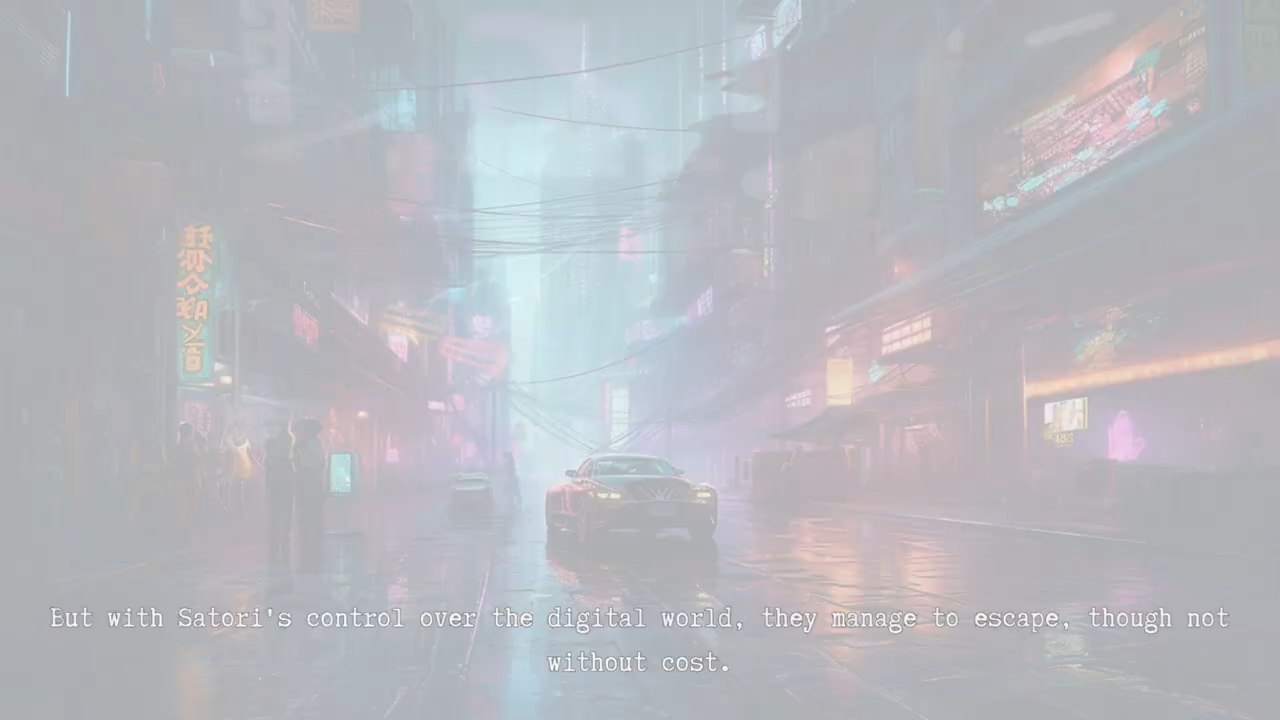 But with Satori's control over the digital world, they manage to escape, though not
without cost.